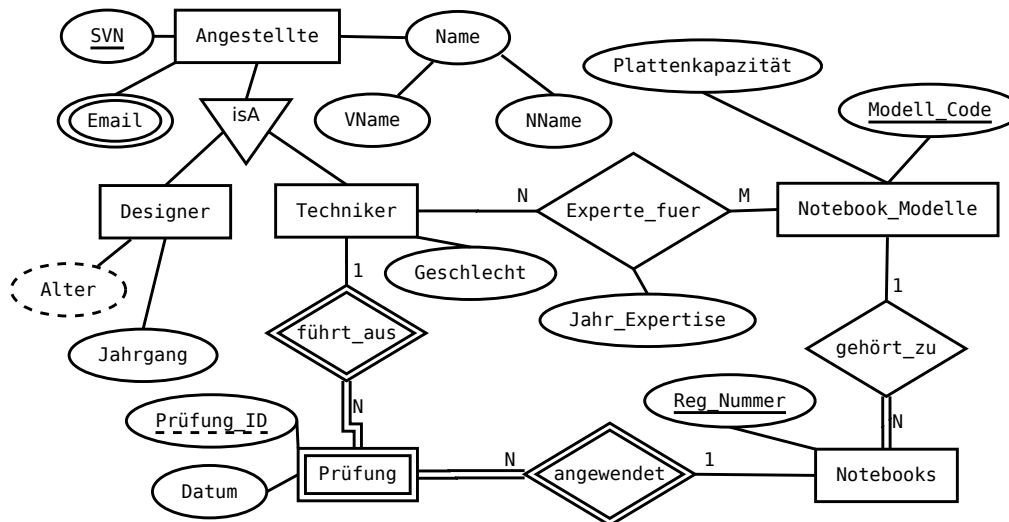 SVN
Angestellte
Name
Plattenkapazität
Email
isA
VName
NName
Modell_Code
Designer
Techniker
N
Experte_fuer
M
Notebook_Modelle
Alter
1
Geschlecht
1
Jahrgang
führt_aus
Jahr_Expertise
gehört_zu
Prüfung_ID
N
Reg_Nummer
N
Datum
Prüfung
N
angewendet
1
Notebooks